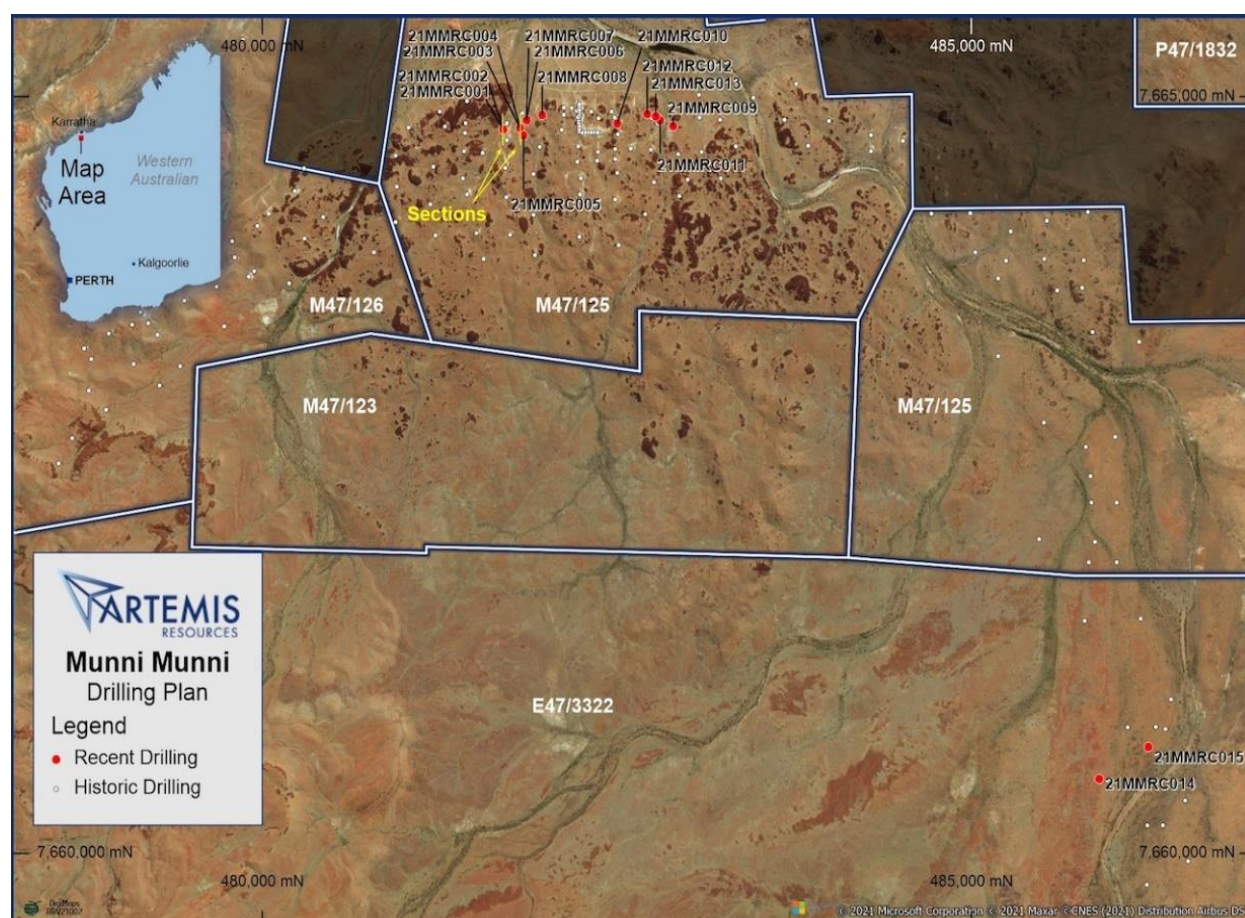 480,000 mN
485,000 mN
P47/1832
7,665,000 mN
21MMRC004
21MMRC003
21MMRC002
21MMRC001
21MMRC007
21MMRC006
21MMRC008
21MMRC010
21MMRC012
21MMRC013
21MMRC009
21MMRC011
21MMRC005
Sections
Karratha
Map
Area
Western
Australian
Kalgoorlie
PERTH
M47/126
M47/125
M47/123
M47/125
E47/3322
21MMRC015
21MMRC014
ARTEMIS
RESOURCES
Munni Munni
Drilling Plan
Legend
Recent Drilling
Historic Drilling
7,660,000 mN
7,660,000 mN
480,000 mN
485,000 mN
DigiMaps
© 2021 Microsoft Corporation © 2021 Maxar ©CNES (2021) Distribution Airbus DS